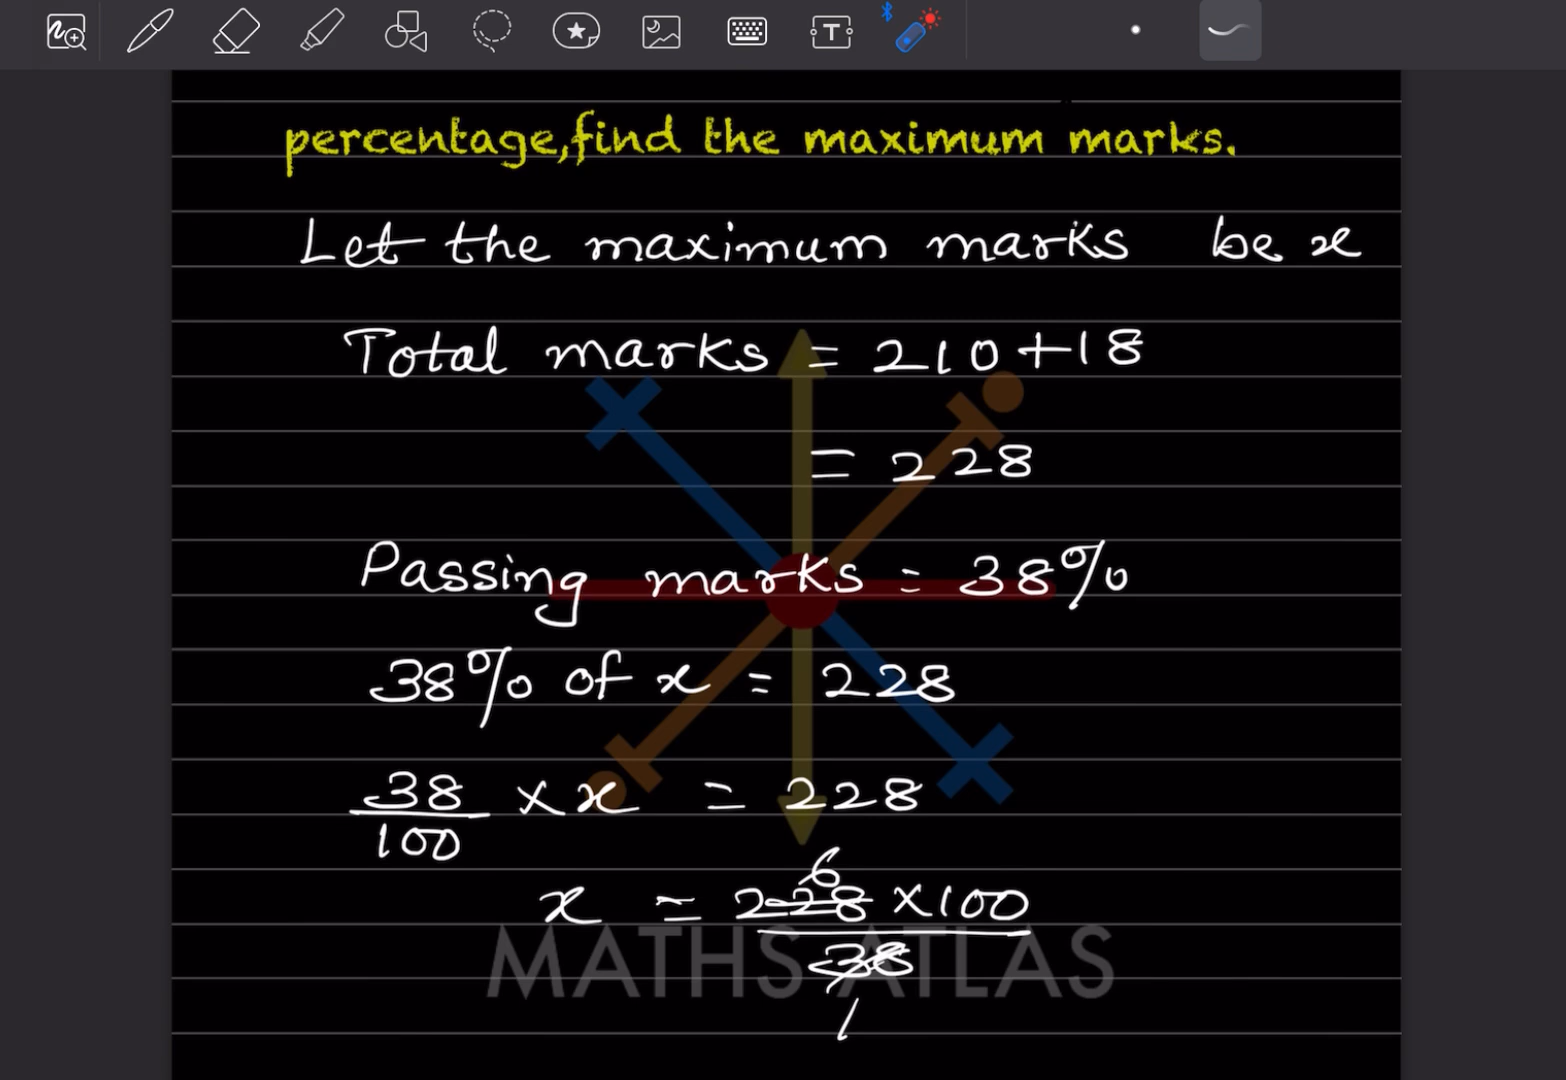 percentage,find the maximum marks.
Let the maximum marks be x
Total marks = 210+18
= 228
Passing marks = 38%
38% of x = 228
38/100 × x = 228
6
x = 228 ×100
38
1
MATHS ATLAS